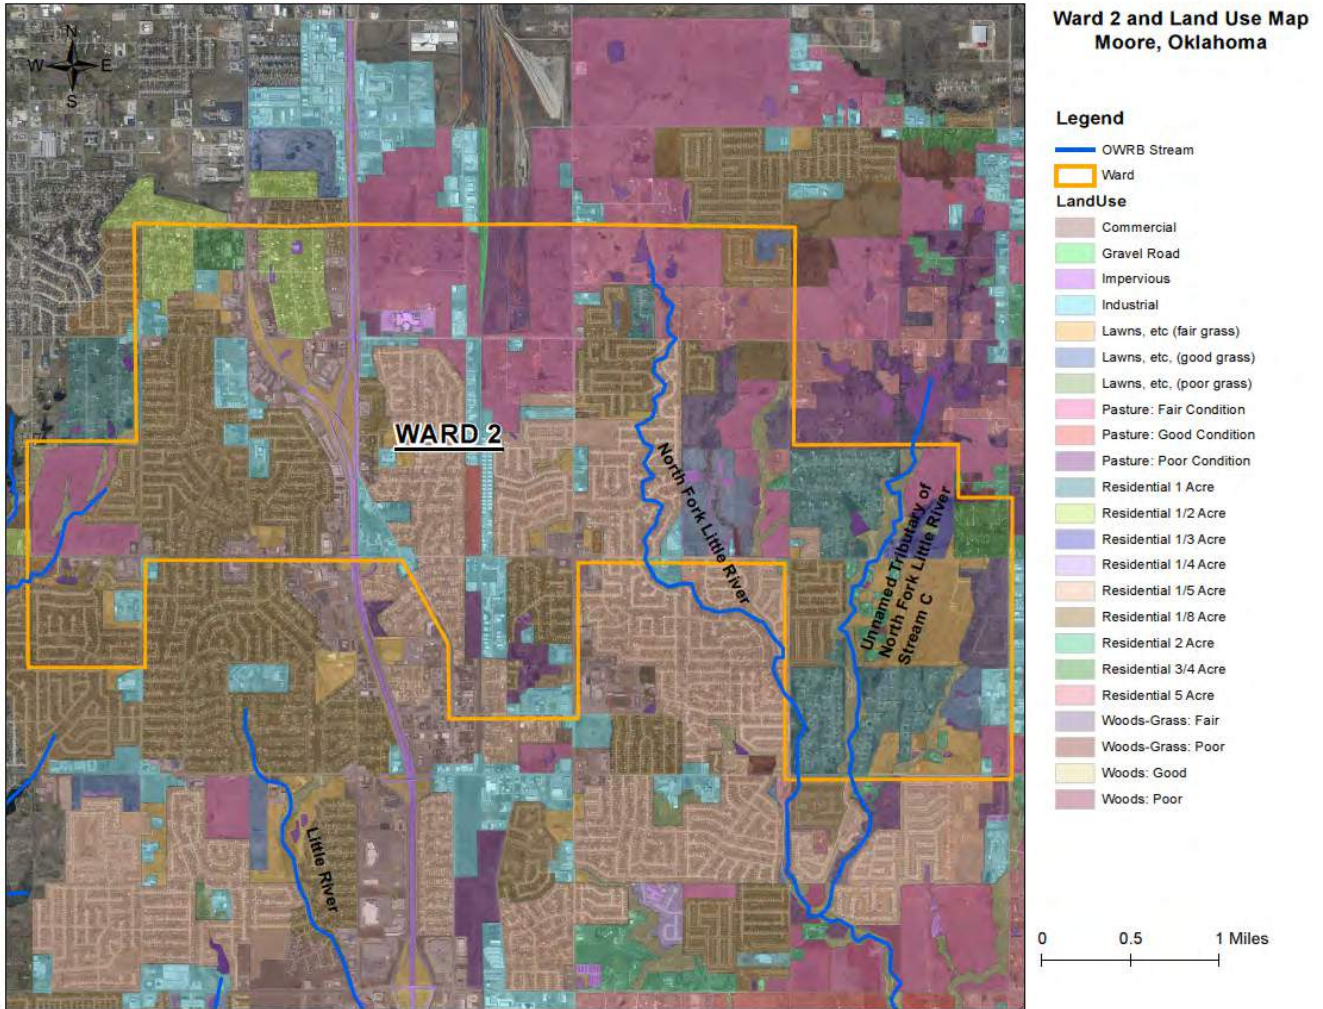 Ward 2 and Land Use Map
Moore, Oklahoma
N
W E
S
WARD 2
North Fork Little River
Unnamed Tributary of
North Fork Little River
Stream C
Little River
Legend
OWRB Stream
Ward
LandUse
Commercial
Gravel Road
Impervious
Industrial
Lawns, etc (fair grass)
Lawns, etc, (good grass)
Lawns, etc, (poor grass)
Pasture: Fair Condition
Pasture: Good Condition
Pasture: Poor Condition
Residential 1 Acre
Residential 1/2 Acre
Residential 1/3 Acre
Residential 1/4 Acre
Residential 1/5 Acre
Residential 1/8 Acre
Residential 2 Acre
Residential 3/4 Acre
Residential 5 Acre
Woods-Grass: Fair
Woods-Grass: Poor
Woods: Good
Woods: Poor
0 0.5 1 Miles